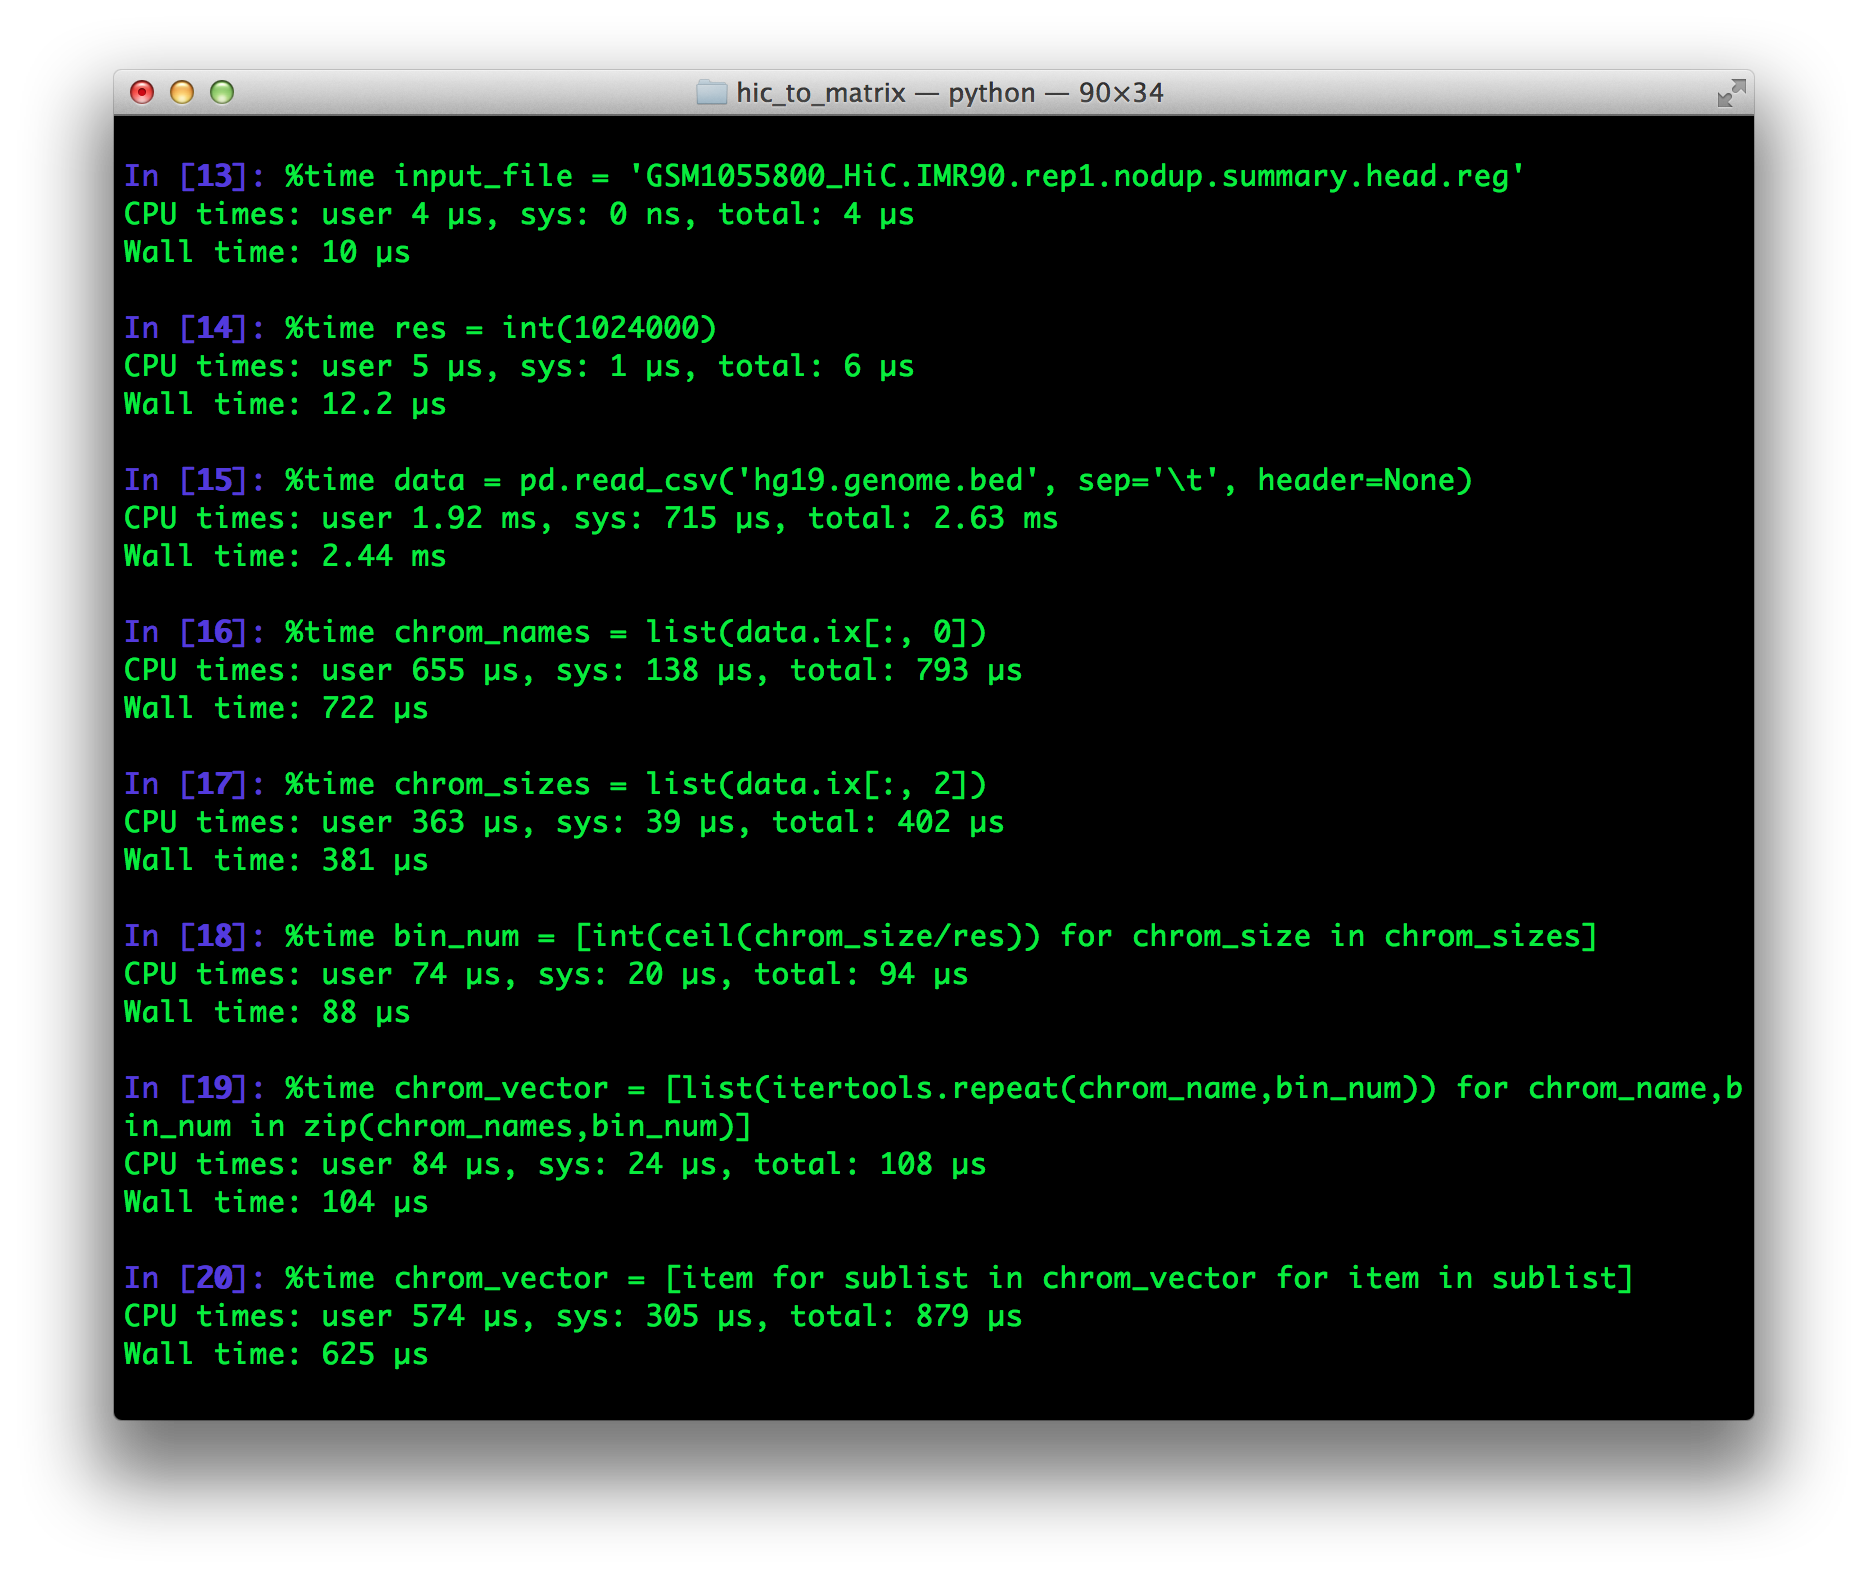 hic_to_matrix — python — 90×34
In [13]: %time input_file = 'GSM1055800_HiC.IMR90.rep1.nodup.summary.head.reg'
CPU times: user 4 µs, sys: 0 ns, total: 4 µs
Wall time: 10 µs
In [14]: %time res = int(1024000)
CPU times: user 5 µs, sys: 1 µs, total: 6 µs
Wall time: 12.2 µs
In [15]: %time data = pd.read_csv('hg19.genome.bed', sep='\t', header=None)
CPU times: user 1.92 ms, sys: 715 µs, total: 2.63 ms
Wall time: 2.44 ms
In [16]: %time chrom_names = list(data.ix[:, 0])
CPU times: user 655 µs, sys: 138 µs, total: 793 µs
Wall time: 722 µs
In [17]: %time chrom_sizes = list(data.ix[:, 2])
CPU times: user 363 µs, sys: 39 µs, total: 402 µs
Wall time: 381 µs
In [18]: %time bin_num = [int(ceil(chrom_size/res)) for chrom_size in chrom_sizes]
CPU times: user 74 µs, sys: 20 µs, total: 94 µs
Wall time: 88 µs
In [19]: %time chrom_vector = [list(itertools.repeat(chrom_name,bin_num)) for chrom_name,b
in_num in zip(chrom_names,bin_num)]
CPU times: user 84 µs, sys: 24 µs, total: 108 µs
Wall time: 104 µs
In [20]: %time chrom_vector = [item for sublist in chrom_vector for item in sublist]
CPU times: user 574 µs, sys: 305 µs, total: 879 µs
Wall time: 625 µs